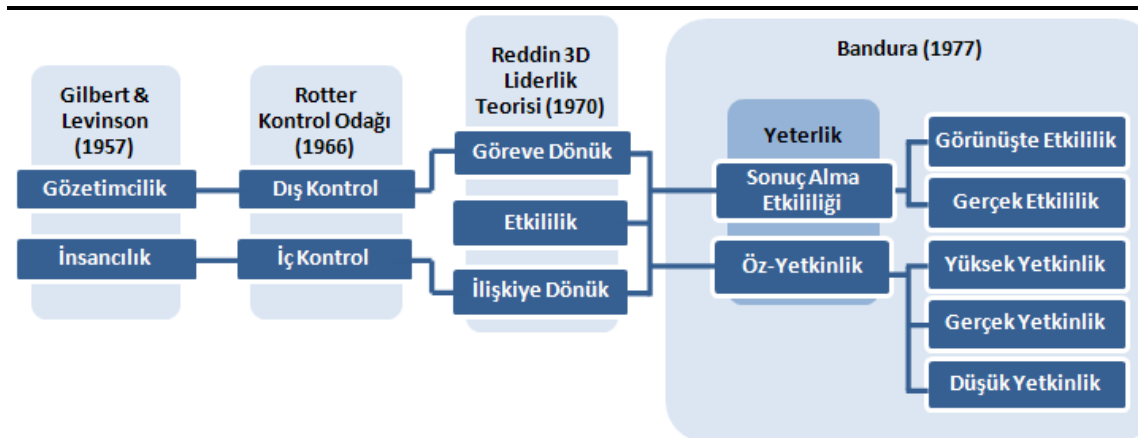 Gilbert &
Levinson
(1957)
Gözetimcilik
İnsancılık
Rotter
Kontrol Odağı
(1966)
Dış Kontrol
İç Kontrol
Reddin 3D
Liderlik
Teorisi (1970)
Göreve Dönük
Etkililik
İlişkiye Dönük
Bandura (1977)
Yeterlik
Sonuç Alma
Etkililiği
Öz-Yetkinlik
Görünüşte Etkililik
Gerçek Etkililik
Yüksek Yetkinlik
Gerçek Yetkinlik
Düşük Yetkinlik